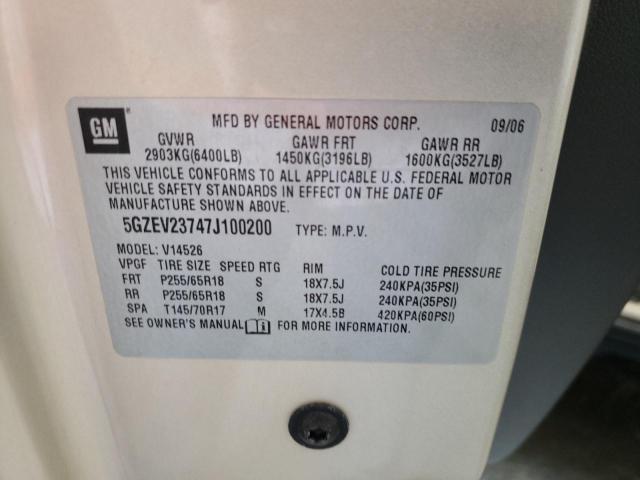 GM
MFD BY GENERAL MOTORS CORP. 09/06
GVWR GAWR FRT GAWR RR
2903KG(6400LB) 1450KG(3196LB) 1600KG(3527LB)
THIS VEHICLE CONFORMS TO ALL APPLICABLE U.S. FEDERAL MOTOR
VEHICLE SAFETY STANDARDS IN EFFECT ON THE DATE OF
MANUFACTURE SHOWN ABOVE.
5GZEV23747J100200 TYPE: M.P.V.
MODEL: V14526
VPGF TIRE SIZE SPEED RTG RIM COLD TIRE PRESSURE
FRT P255/65R18 S 18X7.5J 240KPA(35PSI)
RR P255/65R18 S 18X7.5J 240KPA(35PSI)
SPA T145/70R17 M 17X4.5B 420KPA(60PSI)
SEE OWNER'S MANUAL FOR MORE INFORMATION.